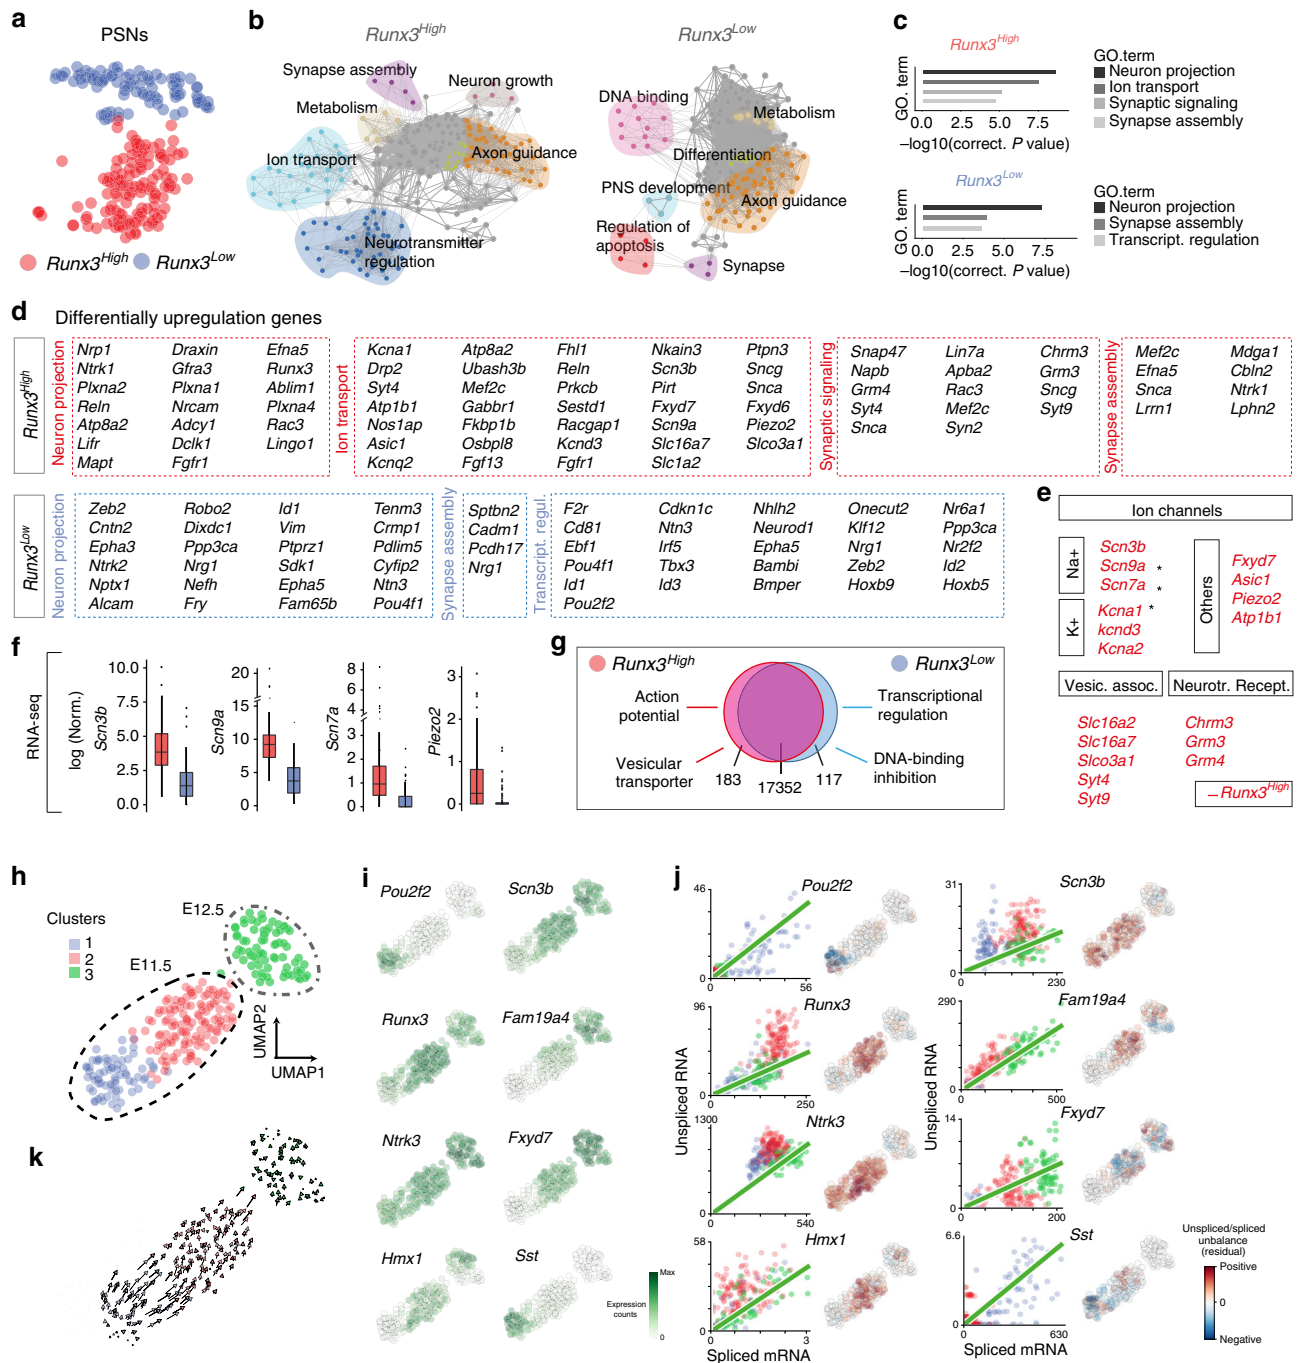 a
PSNs
Runx3High
Runx3Low
b
Runx3High
Synapse assembly
Neuron growth
Metabolism
Ion transport
Axon guidance
Neurotransmitter
regulation
Runx3Low
DNA binding
Metabolism
Differentiation
PNS development
Axon guidance
Regulation of
apoptosis
Synapse
c
Runx3High
GO. term
0.0 2.5 5.0 7.5
–log10(correct. P value)
GO.term
Neuron projection
Ion transport
Synaptic signaling
Synapse assembly
Runx3Low
GO. term
0.0 2.5 5.0 7.5
–log10(correct. P value)
GO.term
Neuron projection
Synapse assembly
Transcript. regulation
d
Differentially upregulation genes
Runx3High
Neuron projection
Nrp1 Draxin Efna5
Ntrk1 Gfra3 Runx3
Plxna2 Plxna1 Ablim1
Reln Nrcam Plxna4
Atp8a2 Adcy1 Rac3
Lifr Dclk1 Lingo1
Mapt Fgfr1
Ion transport
Kcna1 Atp8a2 Fhl1 Nkain3 Ptpn3
Drp2 Ubash3b Reln Scn3b Sncg
Syt4 Mef2c Prkcb Pirt Snca
Atp1b1 Gabbr1 Sestd1 Fxyd7 Fxyd6
Nos1ap Fkbp1b Racgap1 Scn9a Piezo2
Asic1 Osbpl8 Kcnd3 Slc16a7 Slco3a1
Kcnq2 Fgf13 Fgfr1 Slc1a2
Synaptic signaling
Snap47 Lin7a Chrm3
Napb Apba2 Grm3
Grm4 Rac3 Sncg
Syt4 Mef2c Syt9
Snca Syn2
Synapse assembly
Mef2c Mdga1
Efna5 Cbln2
Snca Ntrk1
Lrrn1 Lphn2
Runx3Low
Neuron projection
Zeb2 Robo2 Id1 Tenm3
Cntn2 Dixdc1 Vim Crmp1
Epha3 Ppp3ca Ptprz1 Pdlim5
Ntrk2 Nrg1 Sdk1 Cyfip2
Nptx1 Nefh Epha5 Ntn3
Alcam Fry Fam65b Pou4f1
Synapse assembly
Sptbn2
Cadm1
Pcdh17
Nrg1
Transcript. regul.
F2r Cdkn1c Nhlh2 Onecut2 Nr6a1
Cd81 Ntn3 Neurod1 Klf12 Ppp3ca
Ebf1 Irf5 Epha5 Nrg1 Nr2f2
Pou4f1 Tbx3 Bambi Zeb2 Id2
Id1 Id3 Bmper Hoxb9 Hoxb5
Pou2f2
e
Ion channels
Na+
Scn3b
Scn9a *
Scn7a *
K+
Kcna1 *
kcnd3
Kcna2
Others
Fxyd7
Asic1
Piezo2
Atp1b1
Vesic. assoc.
Slc16a2
Slc16a7
Slco3a1
Syt4
Syt9
Neurotr. Recept.
Chrm3
Grm3
Grm4
– Runx3High
f
RNA-seq
log (Norm.)
Scn3b
10.0
7.5
5.0
2.5
0.0
Scn9a
20
15
10
5
0
Scn7a
8
6
4
3
2
1
0
Piezo2
3
2
1
0
g
Runx3High
Runx3Low
Action
potential
Vesicular
transporter
Transcriptional
regulation
DNA-binding
inhibition
183
17352
117
h
Clusters
1
2
3
E12.5
E11.5
UMAP2
UMAP1
i
Pou2f2
Scn3b
Runx3
Fam19a4
Ntrk3
Fxyd7
Hmx1
Sst
Max
Expression
counts
0
j
Unspliced RNA
Pou2f2
46
0
0 56
Runx3
96
0
0 250
Ntrk3
1300
0
0 540
Hmx1
58
0
0 3
Spliced mRNA
Unspliced RNA
Scn3b
31
0
0 230
Fam19a4
290
0
0 500
Fxyd7
14
0
0 200
Sst
6.6
0
0 630
Spliced mRNA
Unspliced/spliced
unbalance
(residual)
Positive
0
Negative
k